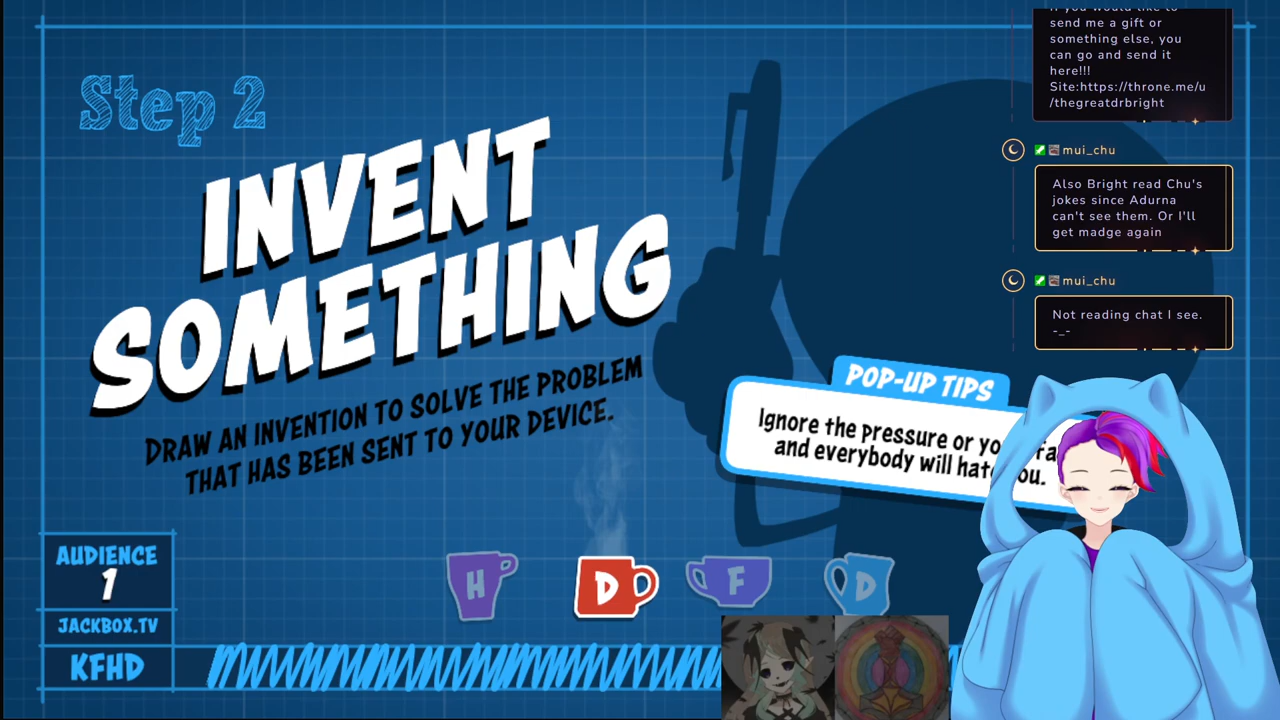 Step 2
INVENT
SOMETHING
DRAW AN INVENTION TO SOLVE THE PROBLEM
THAT HAS BEEN SENT TO YOUR DEVICE.
POP-UP TIPS
Ignore the pressure or
and everybody will
AUDIENCE
1
JACKBOX.TV
KFHD
H
D
F
D
send me a gift or
something else, you
can go and send it
here!!!
Site:https://throne.me/u
/thegreatdrbright
mui_chu
Also Bright read Chu's
jokes since Adurna
can't see them. Or I'll
get madge again
mui_chu
Not reading chat I see.
-_-